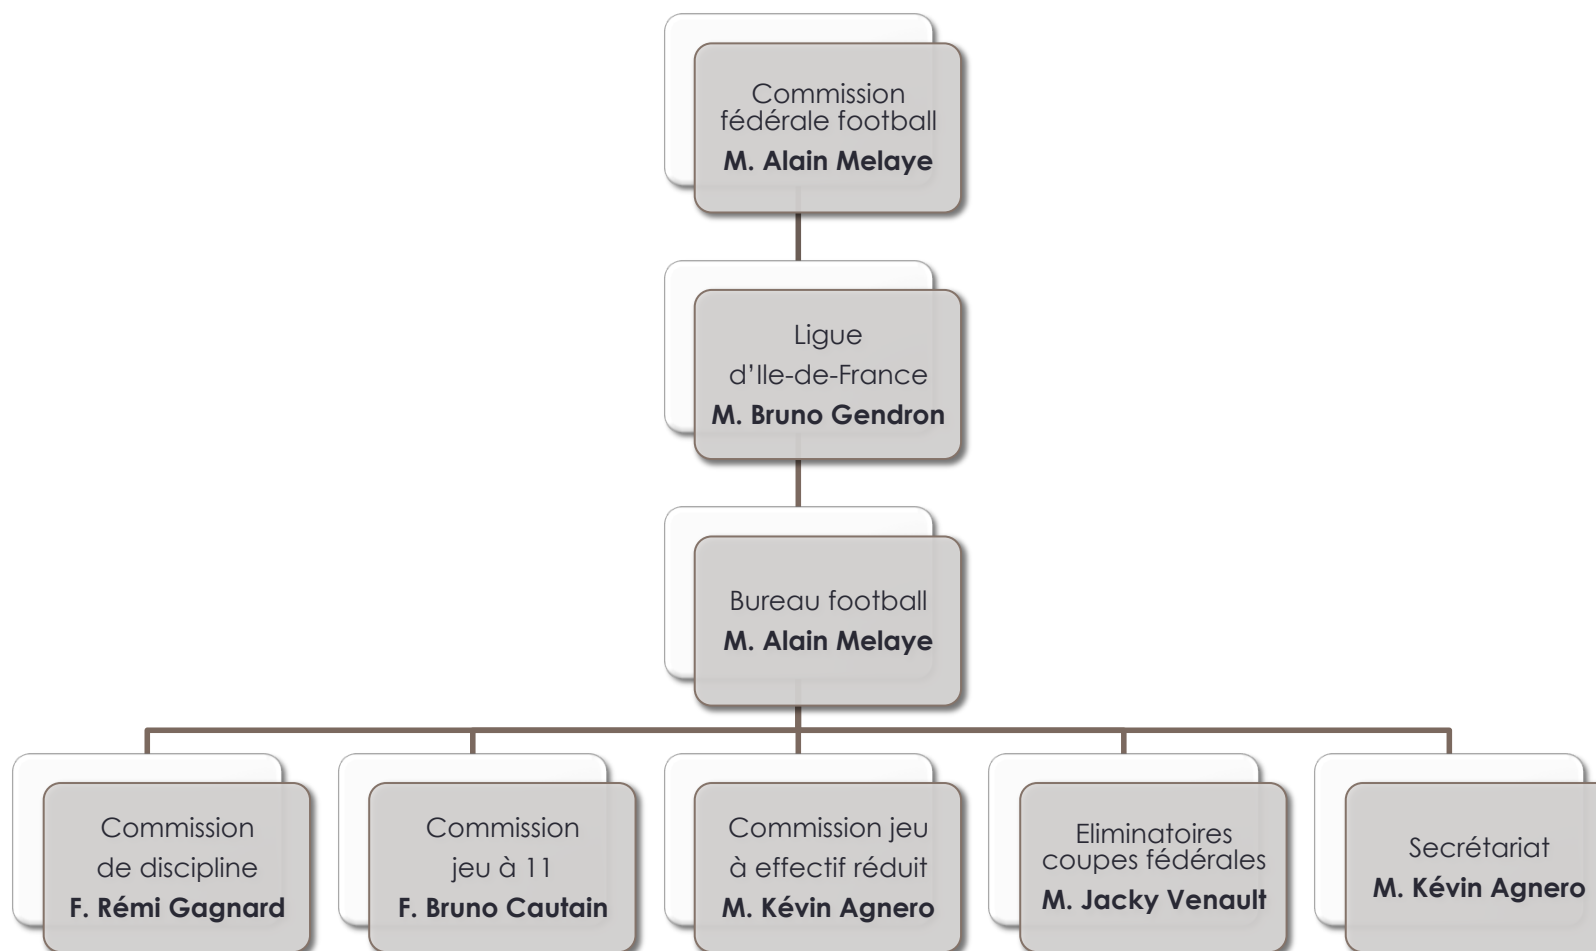 Commission
fédérale football
M. Alain Melaye
Ligue
d’Ile-de-France
M. Bruno Gendron
Bureau football
M. Alain Melaye
Commission
de discipline
F. Rémi Gagnard
Commission
jeu à 11
F. Bruno Cautain
Commission jeu
à effectif réduit
M. Kévin Agnero
Eliminatoires
coupes fédérales
M. Jacky Venault
Secrétariat
M. Kévin Agnero